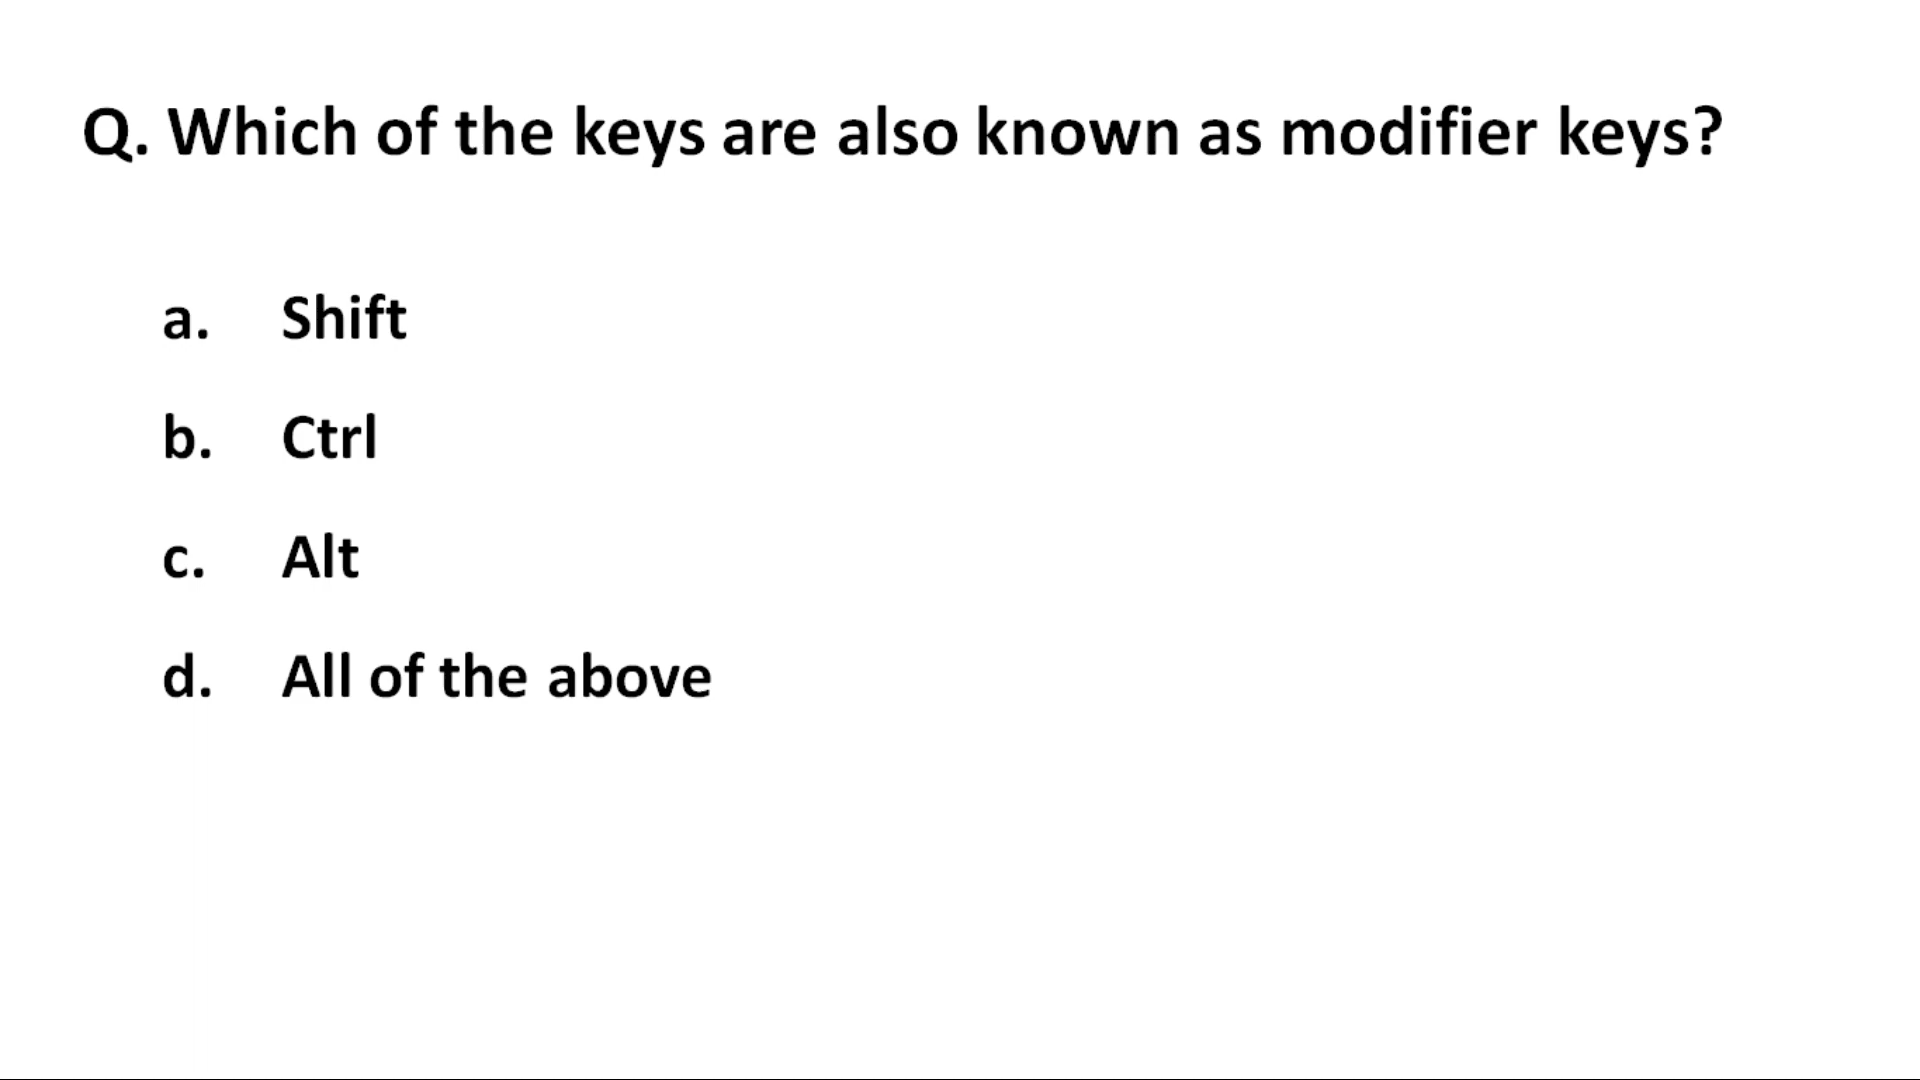 Q. Which of the keys are also known as modifier keys?
a. Shift
b. Ctrl
c. Alt
d. All of the above